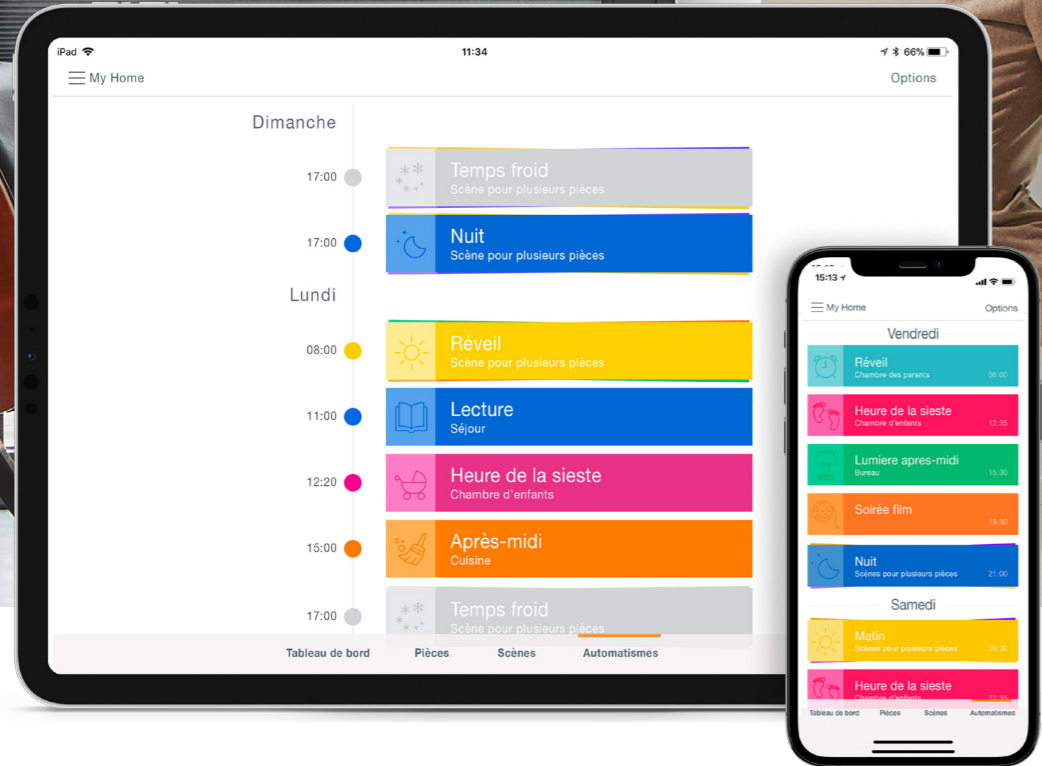 iPad
11:34
66%
My Home
Options
Dimanche
17:00
Temps froid
Scène pour plusieurs pièces
17:00
Nuit
Scène pour plusieurs pièces
Lundi
08:00
Réveil
Scène pour plusieurs pièces
11:00
Lecture
Séjour
12:20
Heure de la sieste
Chambre d'enfants
15:00
Après-midi
Cuisine
17:00
Temps froid
Scène pour plusieurs pièces
Tableau de bord
Pièces
Scènes
Automatismes
15:13
My Home
Options
Vendredi
Réveil
Chambre des parents
08:00
Heure de la sieste
Chambre d'enfants
12:35
Lumiere apres-midi
Bureau
15:30
Soirée film
19:30
Nuit
Scènes pour plusieurs pièces
21:00
Samedi
Matin
Scènes pour plusieurs pièces
Heure de la sieste
Chambre d'enfants
12:35
Tableau de bord
Pièces
Scènes
Automatismes